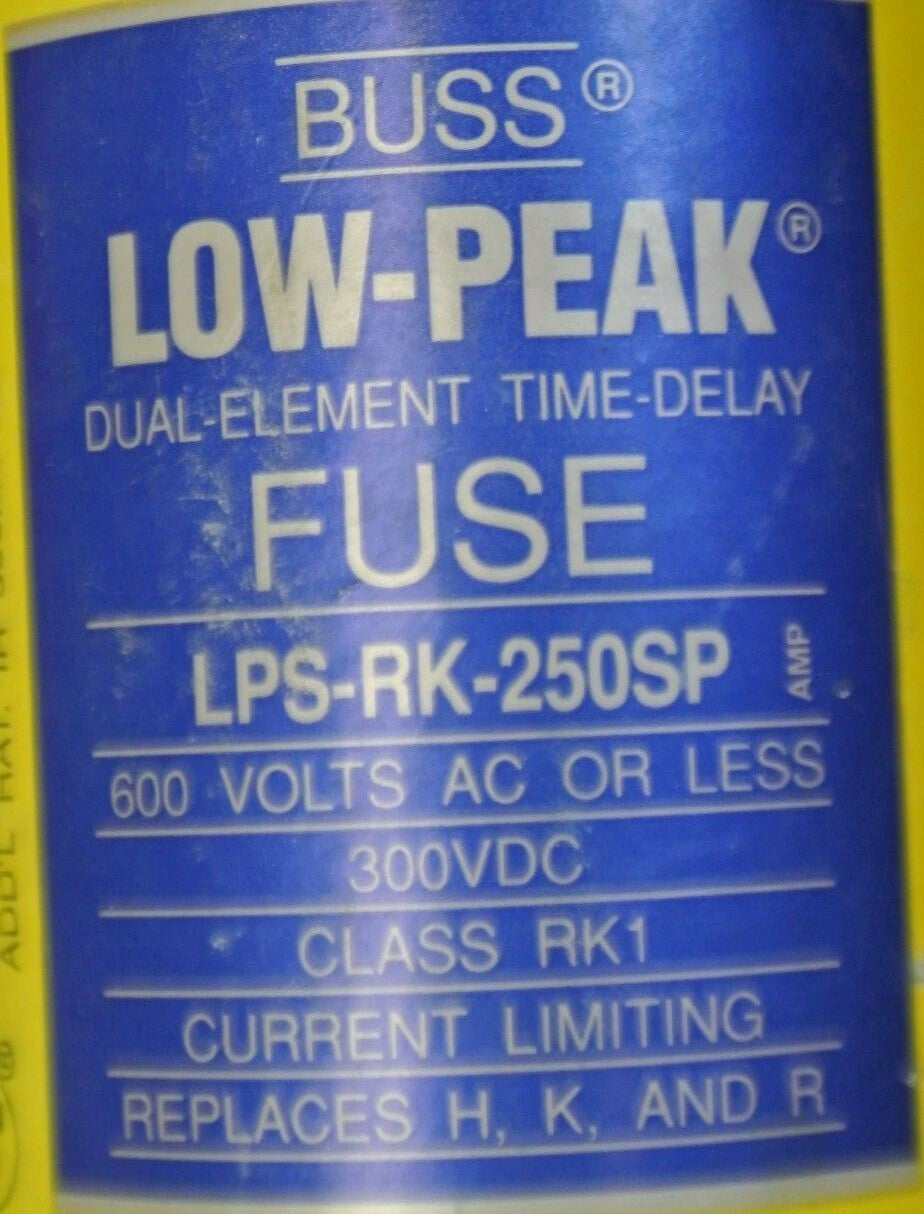 BUSS®
LOW-PEAK®
DUAL-ELEMENT TIME-DELAY
FUSE
LPS-RK-250SP AMP
600 VOLTS AC OR LESS
300VDC
CLASS RK1
CURRENT LIMITING
REPLACES H, K, AND R